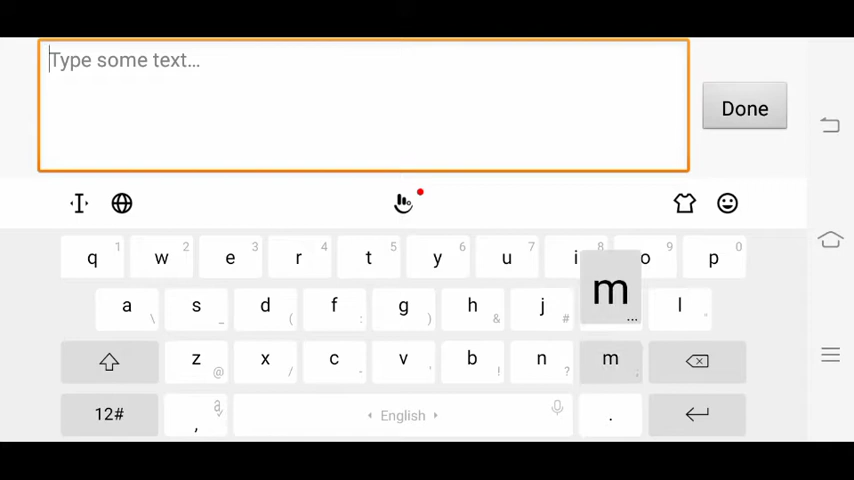 Type some text...
Done
q 1 w 2 e 3 r 4 t 5 y 6 u 7 i 8 o 9 p 0
a \ s _ d ( f : g ) h & j # m ... l "
z @ x / c - v ' b ! n ? m ;
12# , English .